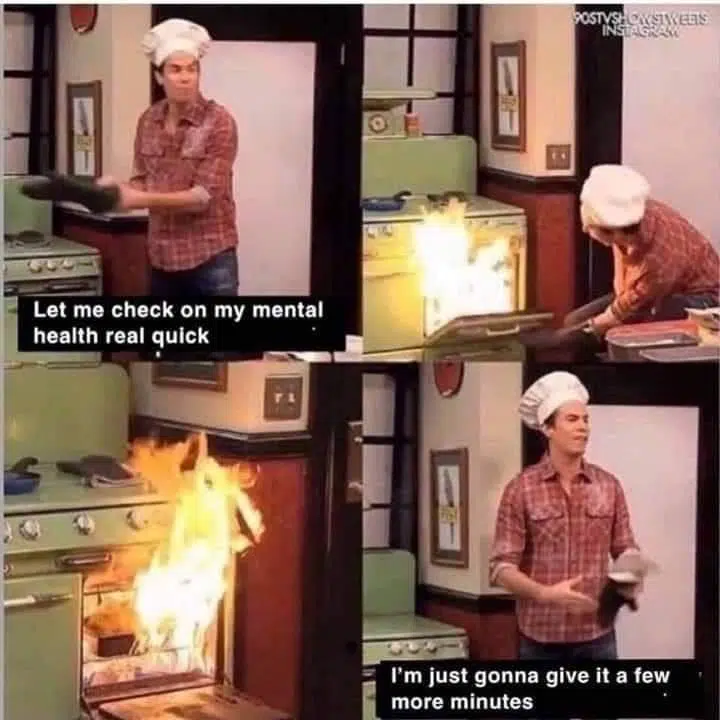 90STVSHOWSTWEETS
INSTAGRAM
Let me check on my mental
health real quick
I'm just gonna give it a few
more minutes